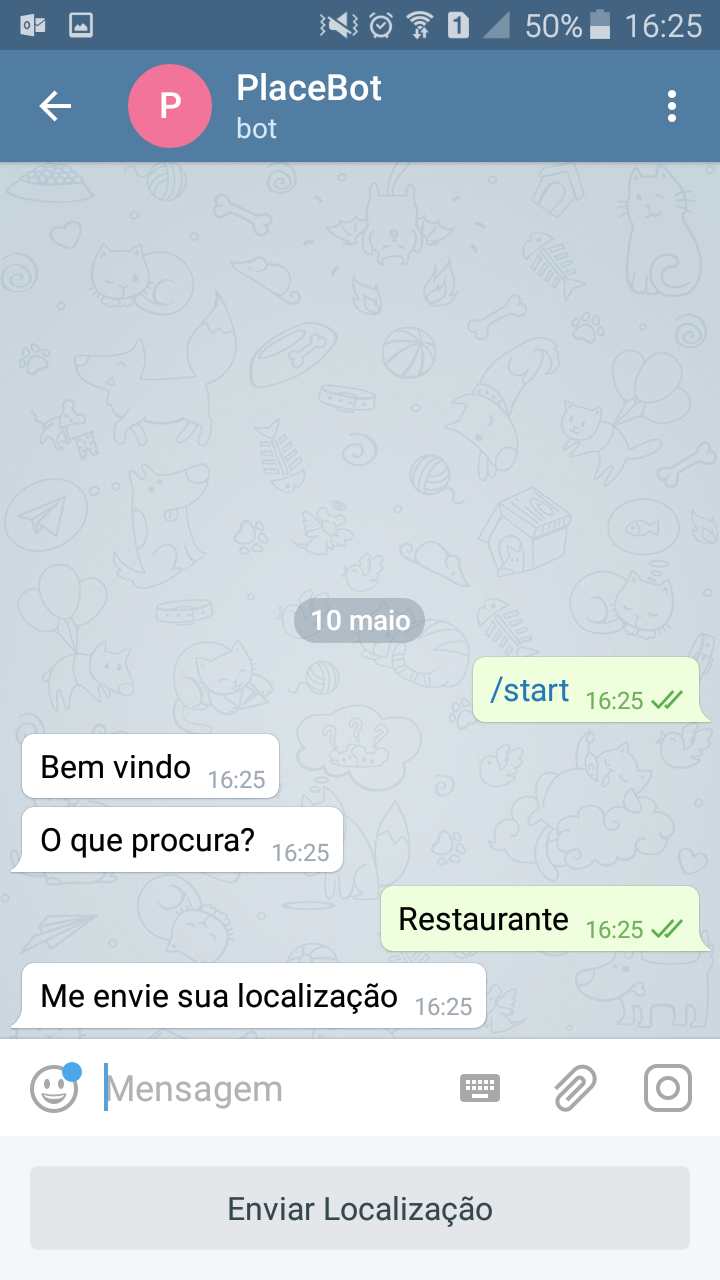 1 50% 16:25
P PlaceBot
bot
10 maio
/start 16:25
Bem vindo 16:25
O que procura? 16:25
Restaurante 16:25
Me envie sua localização 16:25
Mensagem
Enviar Localização